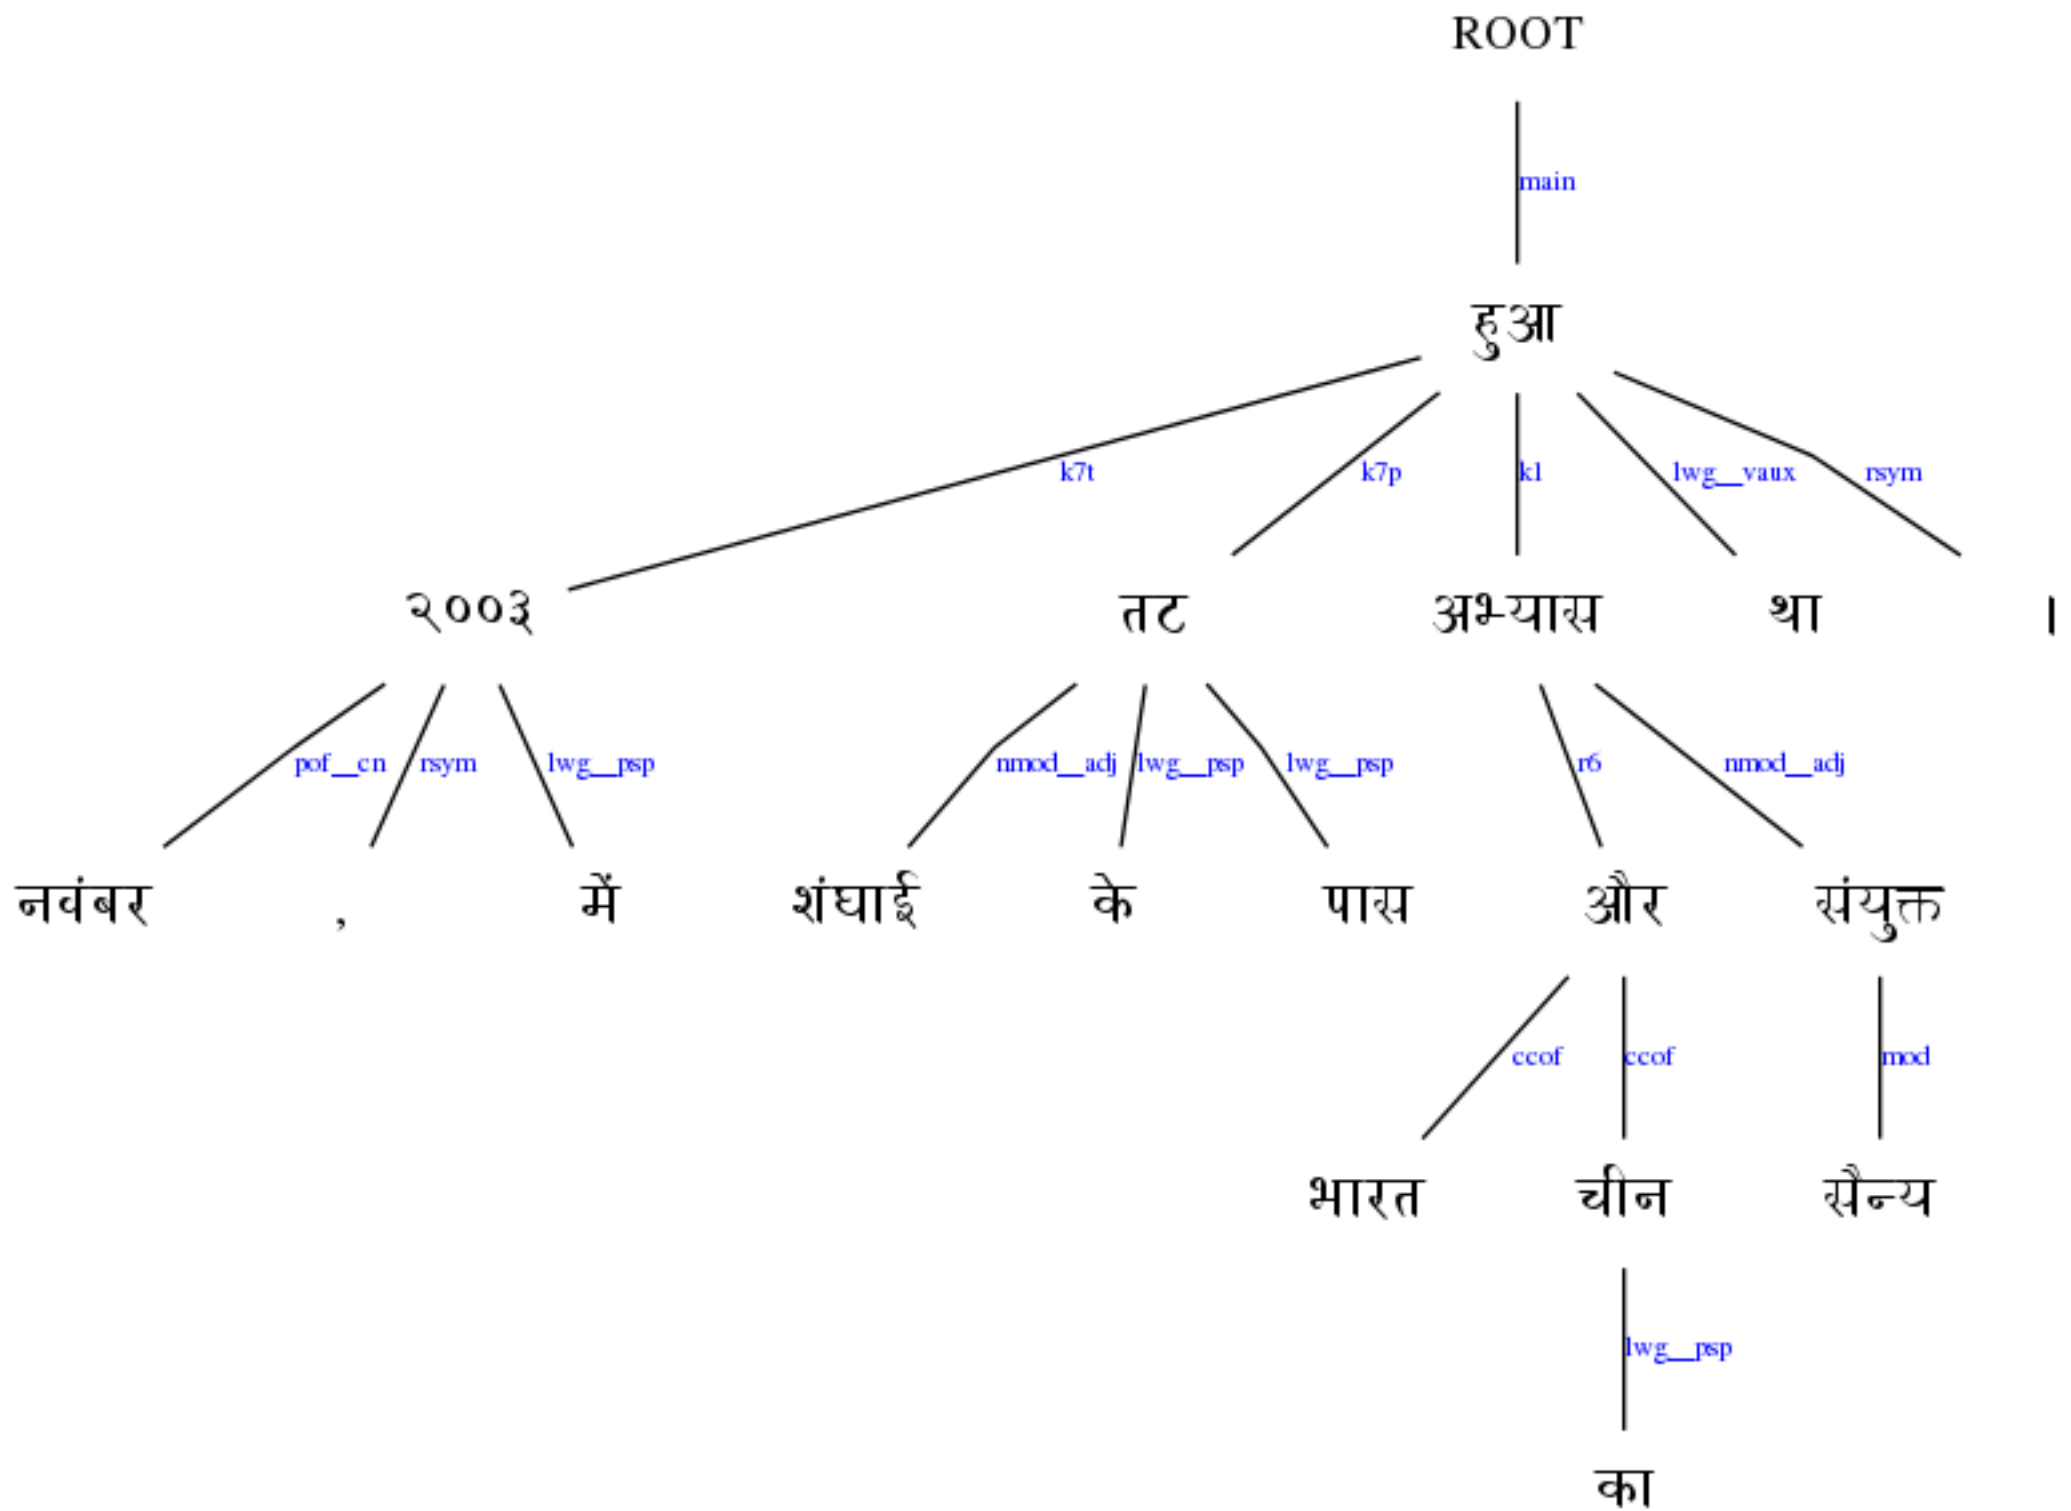 ROOT
main
हुआ
k7t k7p k1 lwg__vaux rsym
२००३ तट अभ्यास था ।
pof__cn rsym lwg__psp nmod__adj lwg__psp lwg__psp r6 nmod__adj
नवंबर , में शंघाई के पास और संयुक्त
ccof ccof mod
भारत चीन सैन्य
lwg__psp
का